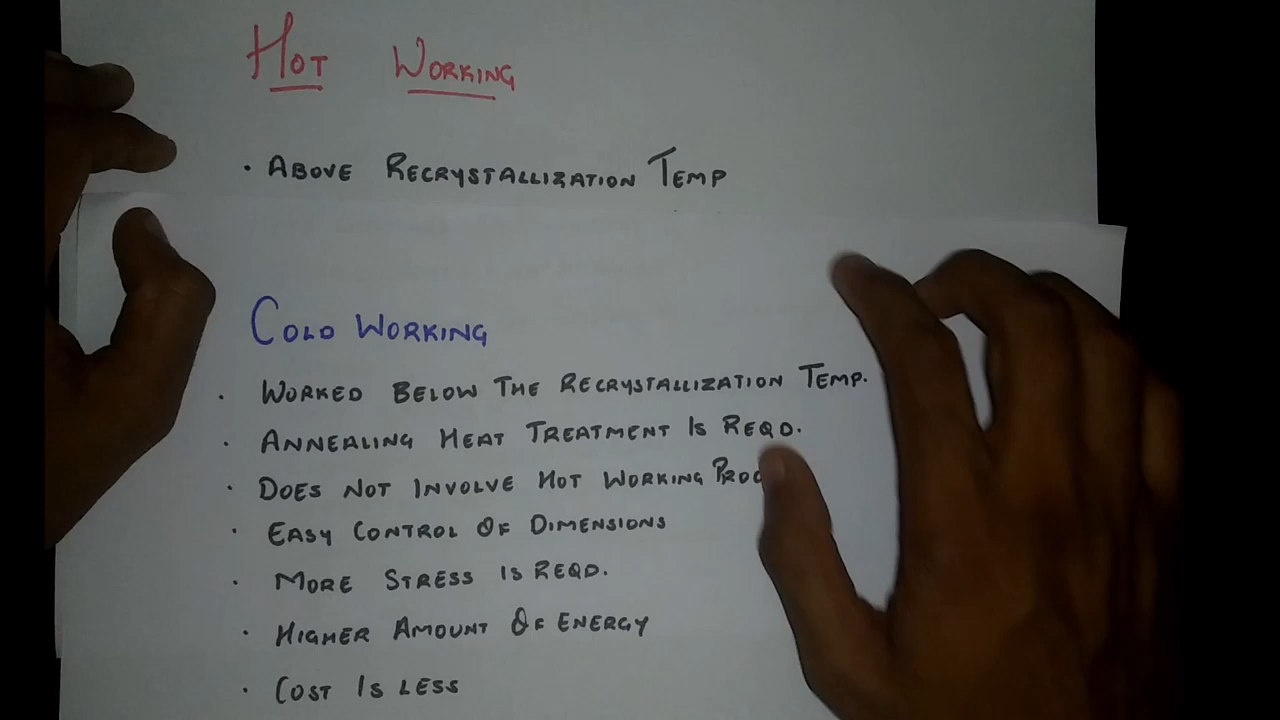 HOT WORKING
· ABOVE RECRYSTALLIZATION TEMP
COLD WORKING
· WORKED BELOW THE RECRYSTALLIZATION TEMP.
· ANNEALING HEAT TREATMENT IS REQD.
· DOES NOT INVOLVE HOT WORKING
· EASY CONTROL OF DIMENSIONS
· MORE STRESS IS REQD.
· HIGHER AMOUNT OF ENERGY
· COST IS LESS